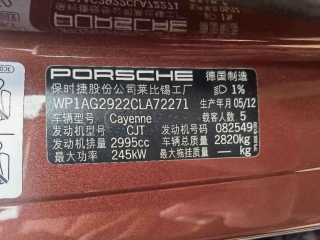 PORSCHE 德国制造
保时捷股份公司莱比锡工厂 1%
WP1AG2922CLA72271 生产年月 05/12
车辆型号 Cayenne 载客人数 5
发动机型号 CJT 发动机号码 082549
发动机排量 2995cc 最大总质量 2820kg
最大功率 245kW 最大拖挂质量 — kg